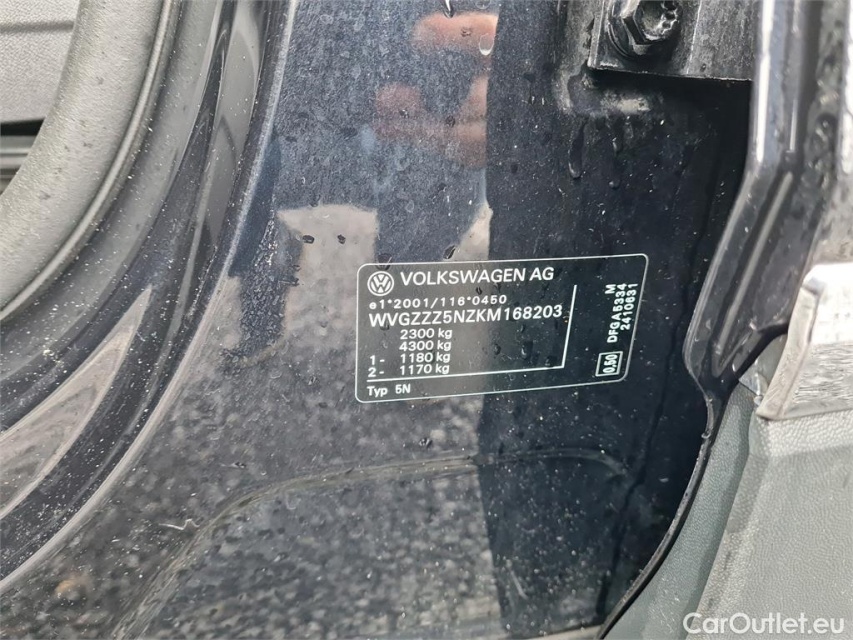 VOLKSWAGEN AG
e1*2001/116*0450
WVGZZZ5NZKM168203
2300 kg
4300 kg
1- 1180 kg
2- 1170 kg
Typ 5N
0.50
DFGA5334 M
2410631
CarOutlet.eu